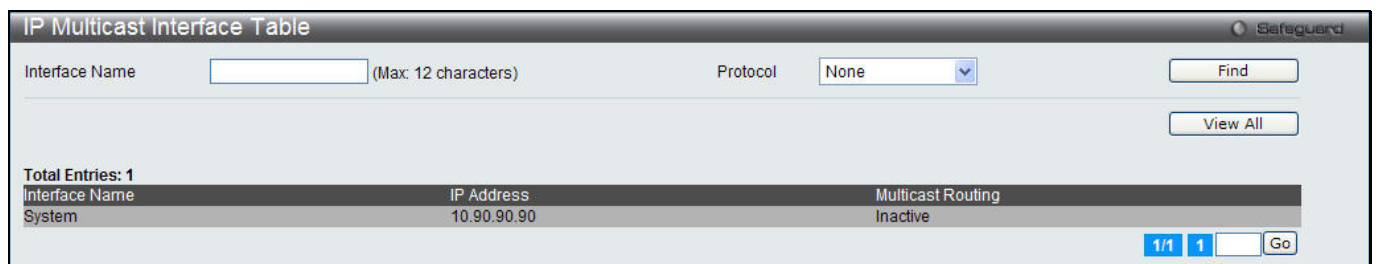 IP Multicast Interface Table Safeguard
Interface Name (Max: 12 characters) Protocol None Find
View All
Total Entries: 1
Interface Name IP Address Multicast Routing
System 10.90.90.90 Inactive
1/1 1 Go